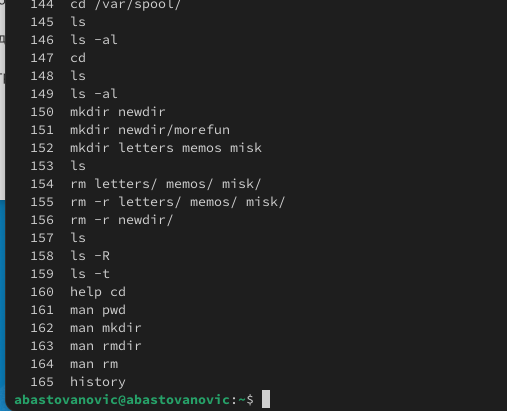 144 cd /var/spool/
145 ls
146 ls -al
147 cd
148 ls
149 ls -al
150 mkdir newdir
151 mkdir newdir/morefun
152 mkdir letters memos misk
153 ls
154 rm letters/ memos/ misk/
155 rm -r letters/ memos/ misk/
156 rm -r newdir/
157 ls
158 ls -R
159 ls -t
160 help cd
161 man pwd
162 man mkdir
163 man rmdir
164 man rm
165 history
abastovanovic@abastovanovic:~$